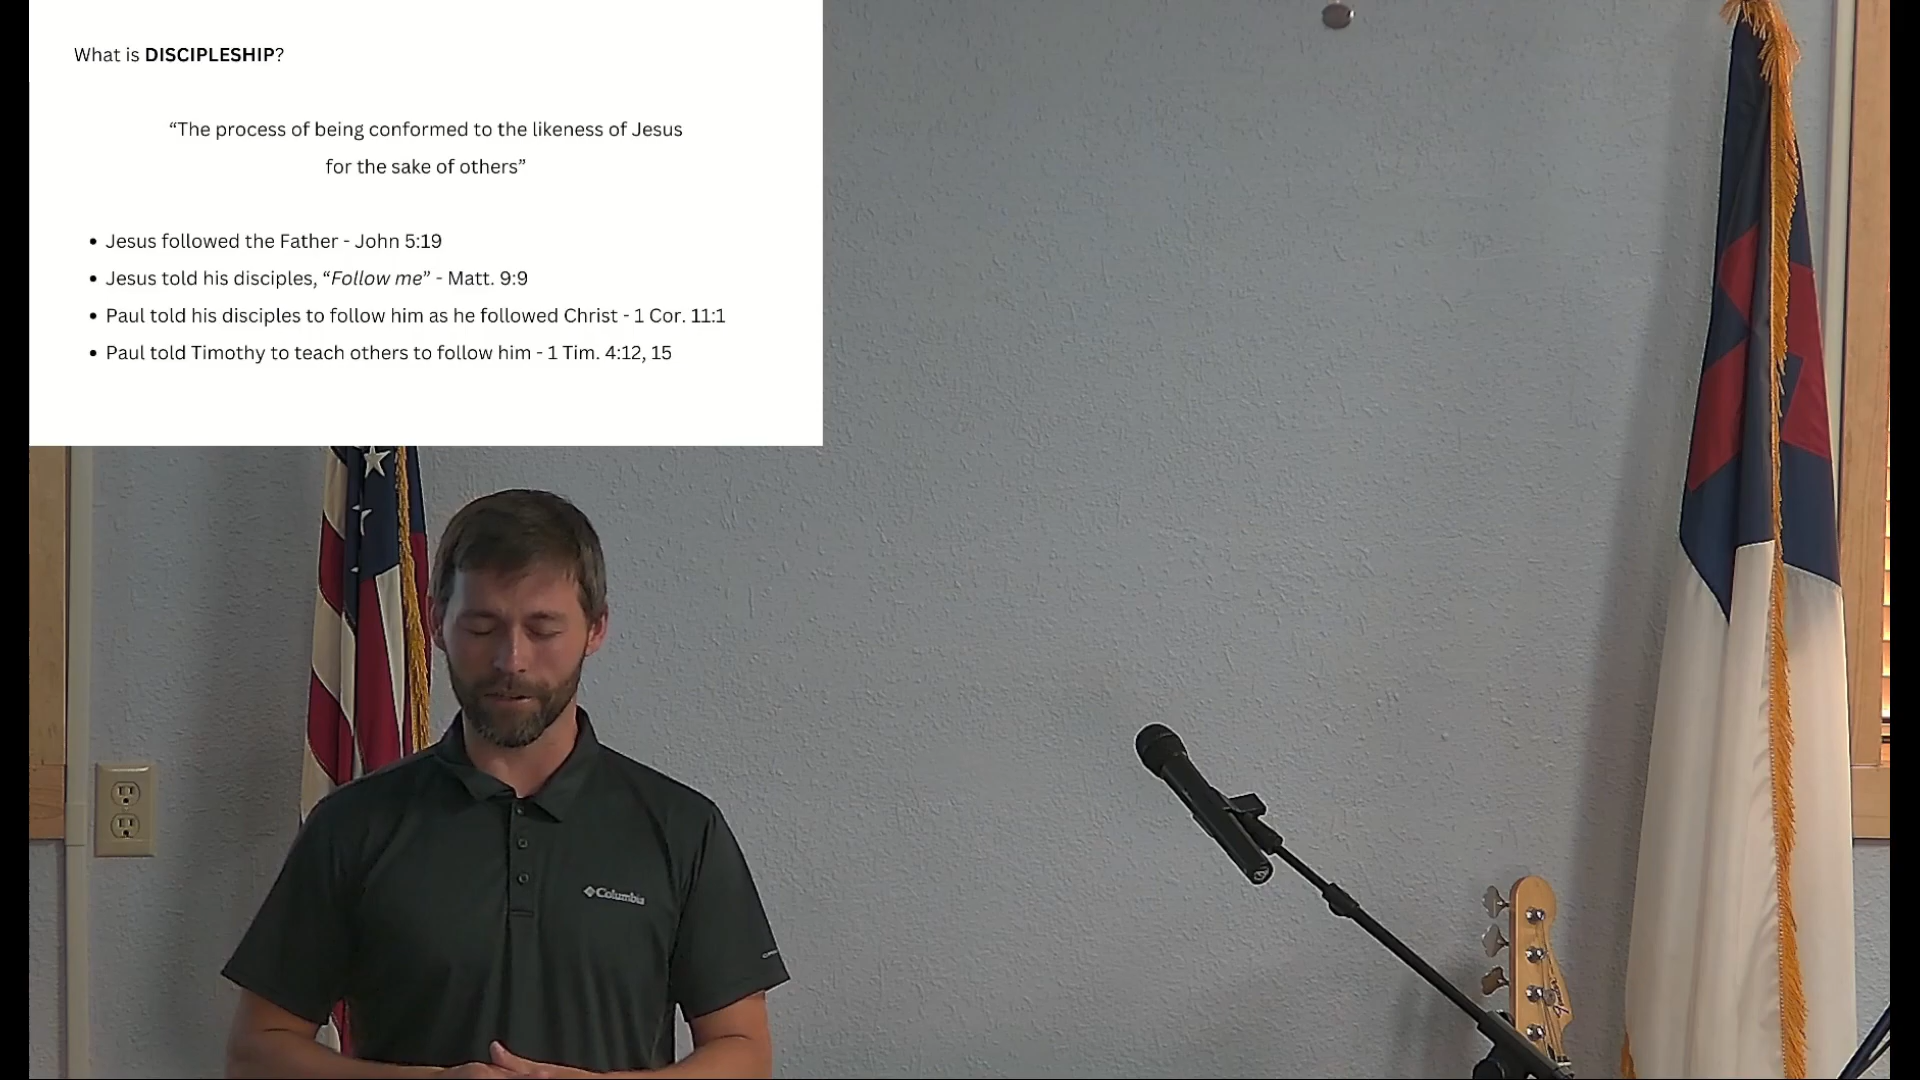 What is DISCIPLESHIP?
“The process of being conformed to the likeness of Jesus
for the sake of others”
• Jesus followed the Father - John 5:19
• Jesus told his disciples, “Follow me” - Matt. 9:9
• Paul told his disciples to follow him as he followed Christ - 1 Cor. 11:1
• Paul told Timothy to teach others to follow him - 1 Tim. 4:12, 15
Columbia
Fender